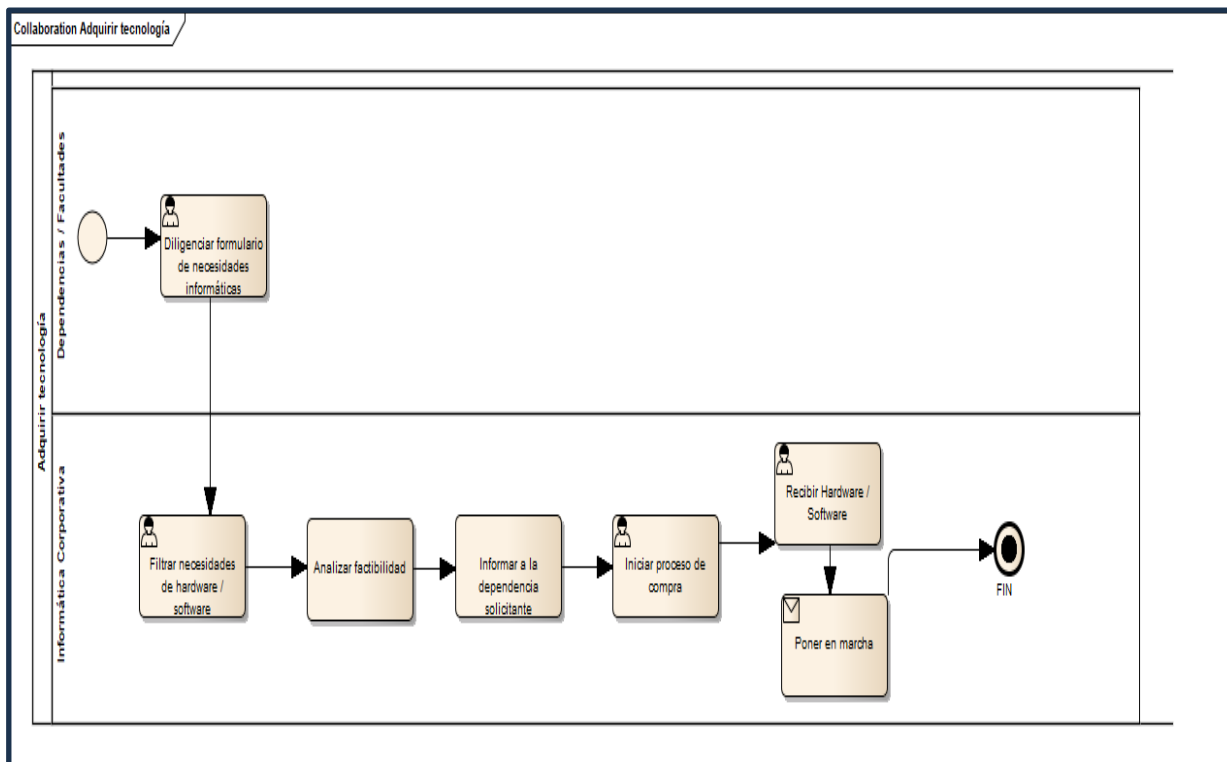 Collaboration Adquirir tecnología
Adquirir tecnología
Dependencias / Facultades
Diligenciar formulario
de necesidades
informáticas
Informática Corporativa
Filtrar necesidades
de hardware /
software
Analizar factibilidad
Informar a la
dependencia
solicitante
Iniciar proceso de
compra
Recibir Hardware /
Software
Poner en marcha
FIN